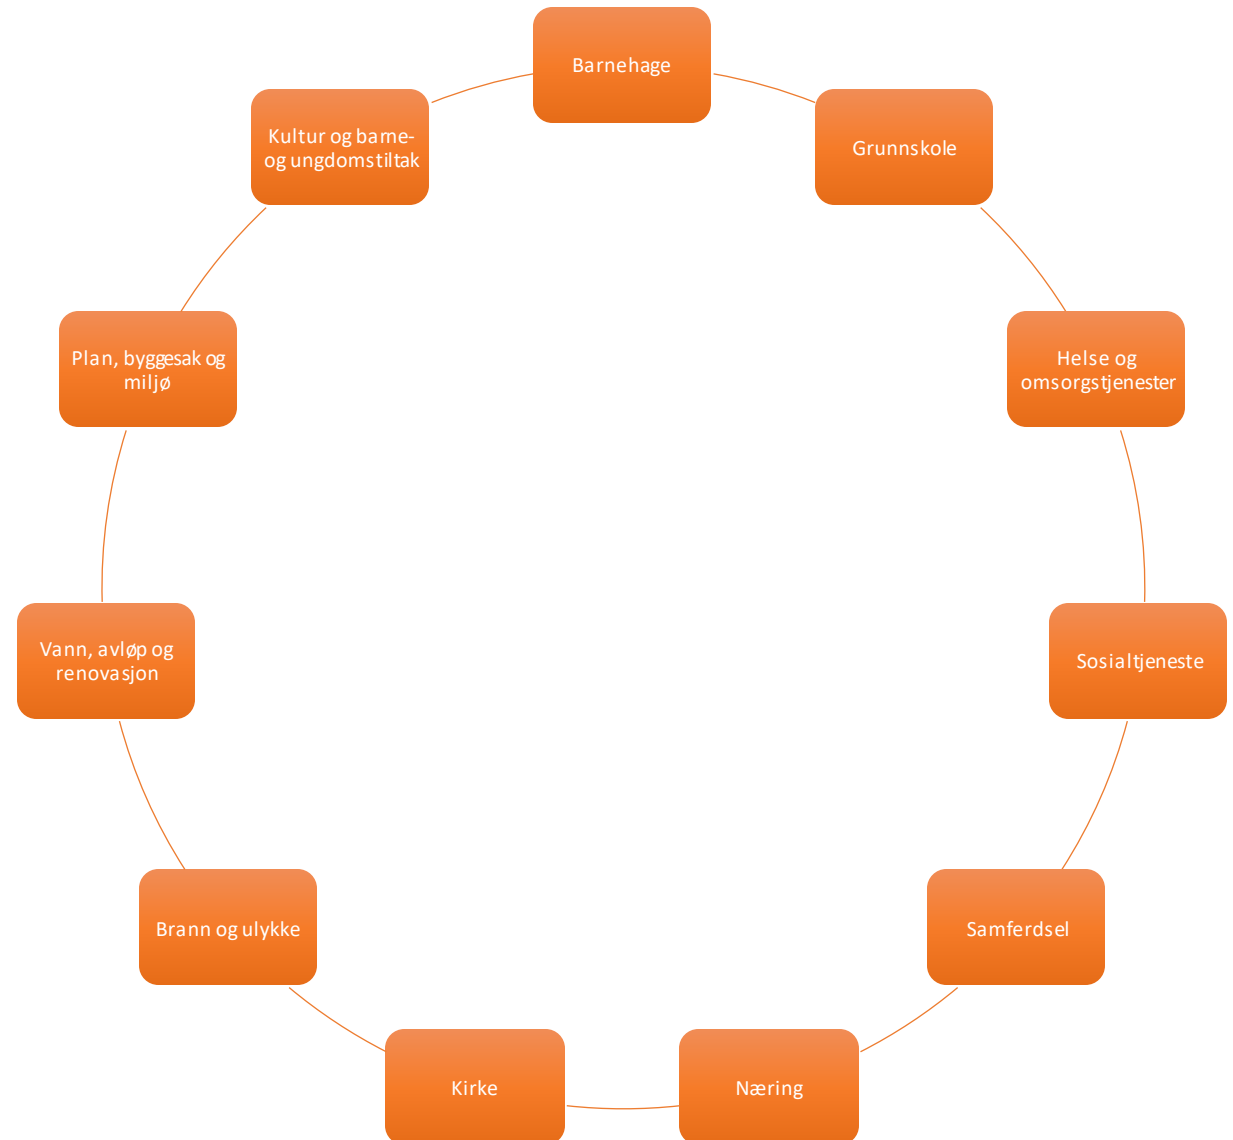 Barnehage
Grunnskole
Helse og
omsorgstjenester
Sosialtjeneste
Samferdsel
Næring
Kirke
Brann og ulykke
Vann, avløp og
renovasjon
Plan, byggesak og
miljø
Kultur og barne-
og ungdomstiltak